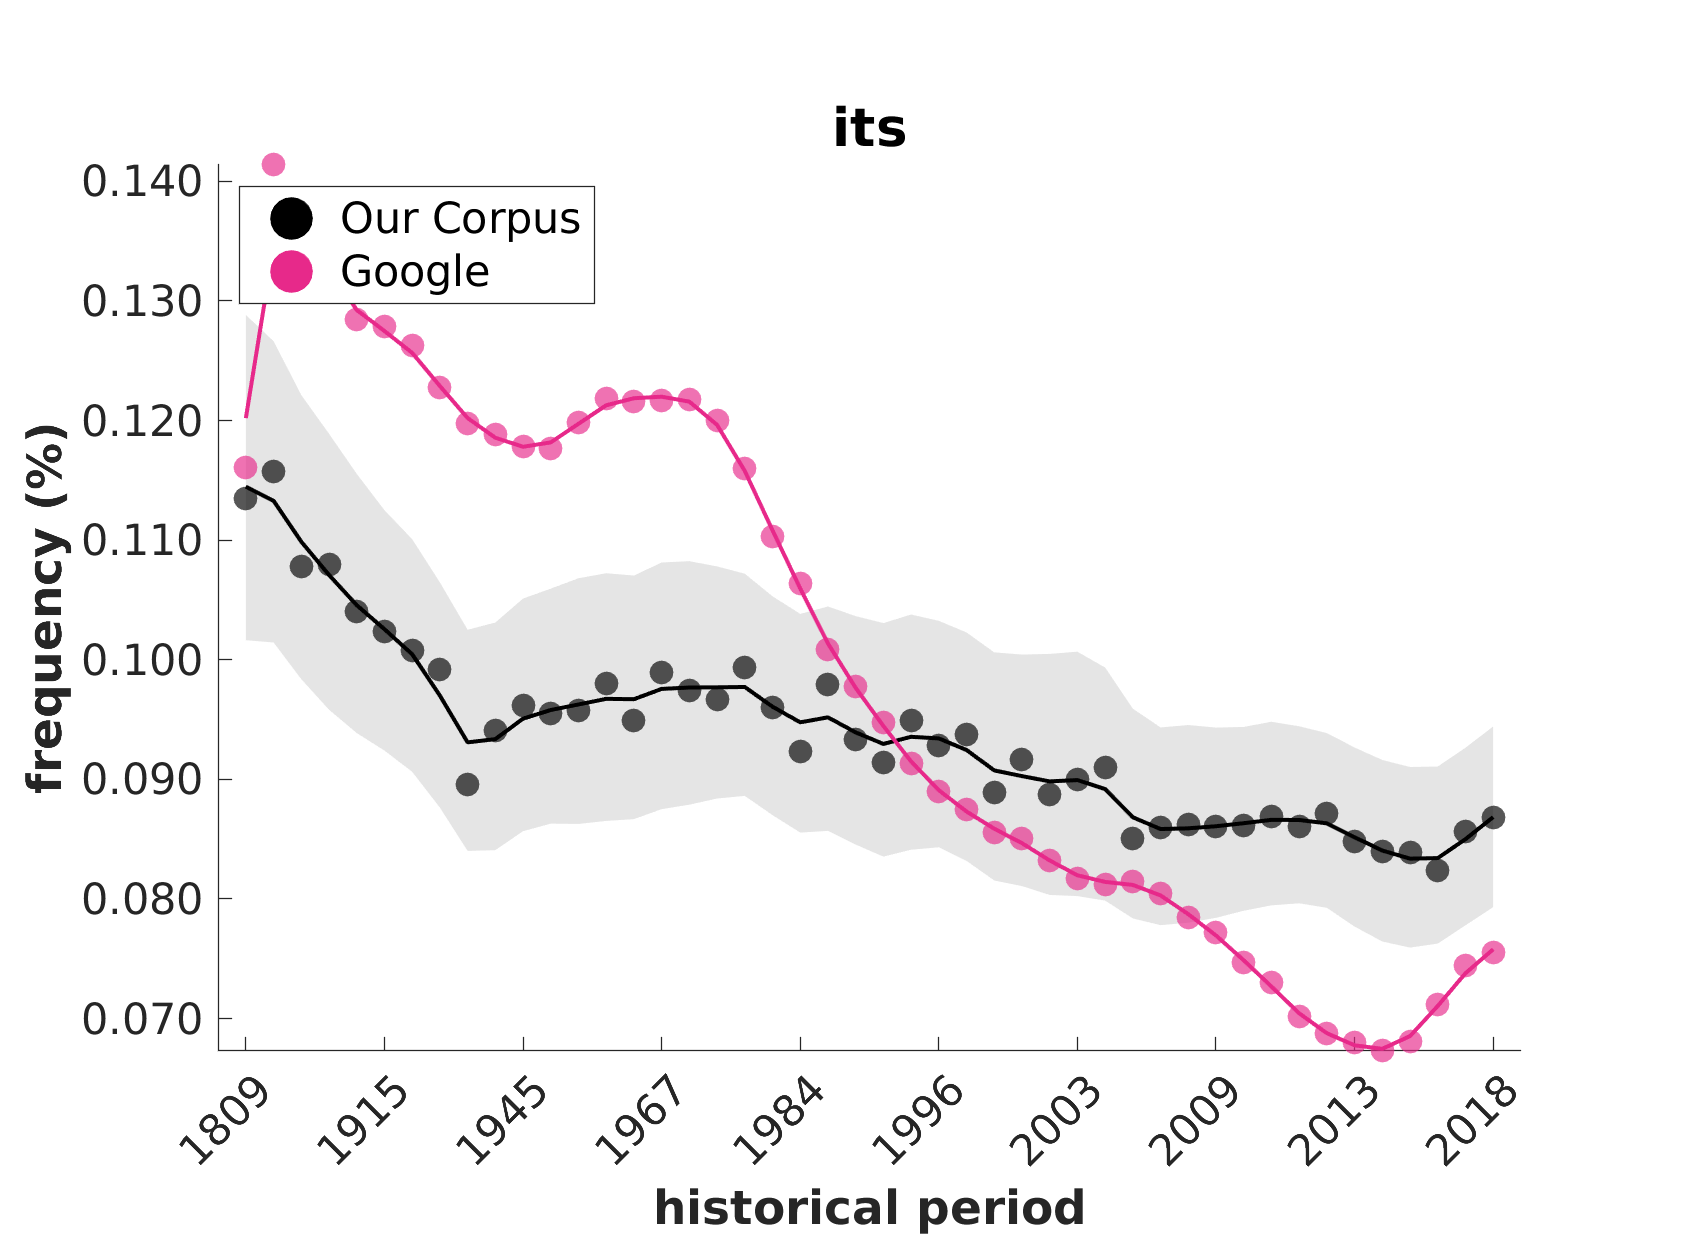 its
Our Corpus
Google
frequency (%)
0.140
0.130
0.120
0.110
0.100
0.090
0.080
0.070
1809 1915 1945 1967 1984 1996 2003 2009 2013 2018
historical period